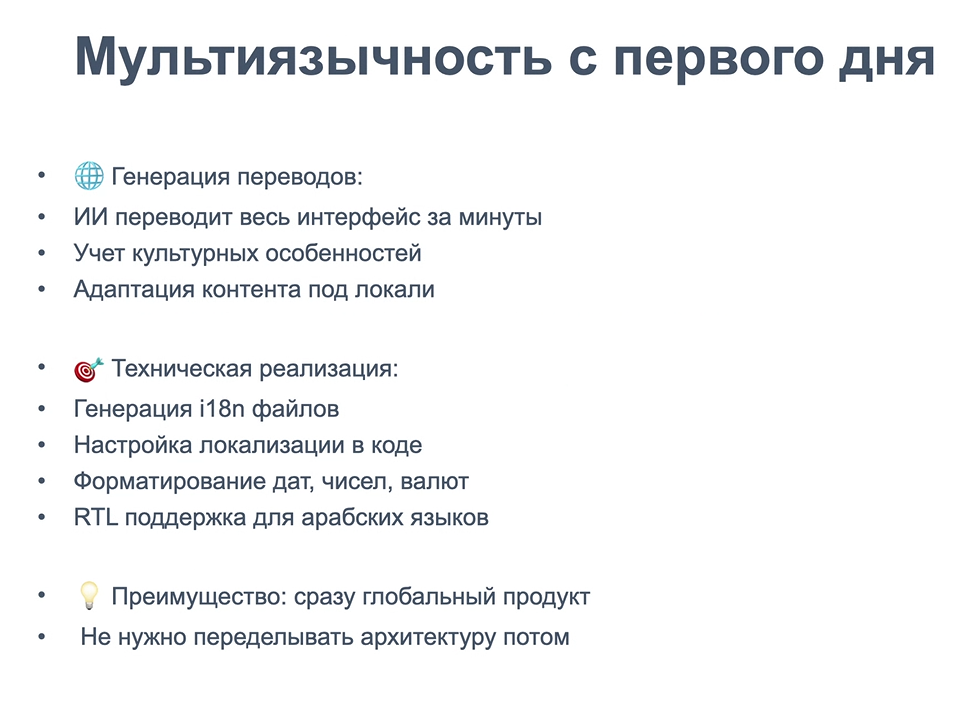 Мультиязычность с первого дня
• 🌐 Генерация переводов:
• ИИ переводит весь интерфейс за минуты
• Учет культурных особенностей
• Адаптация контента под локали
• 🎯 Техническая реализация:
• Генерация i18n файлов
• Настройка локализации в коде
• Форматирование дат, чисел, валют
• RTL поддержка для арабских языков
• 💡 Преимущество: сразу глобальный продукт
• Не нужно переделывать архитектуру потом